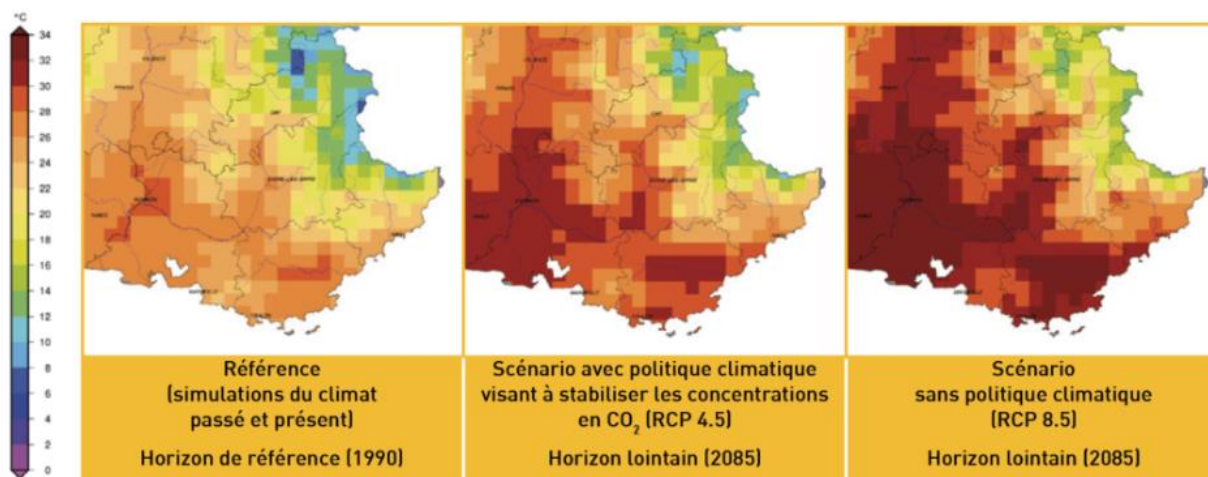 °C
34
32
30
28
26
24
22
20
18
16
14
12
10
8
6
4
2
0
Référence
(simulations du climat
passé et présent)
Horizon de référence (1990)
Scénario avec politique climatique
visant à stabiliser les concentrations
en CO₂ (RCP 4.5)
Horizon lointain (2085)
Scénario
sans politique climatique
(RCP 8.5)
Horizon lointain (2085)